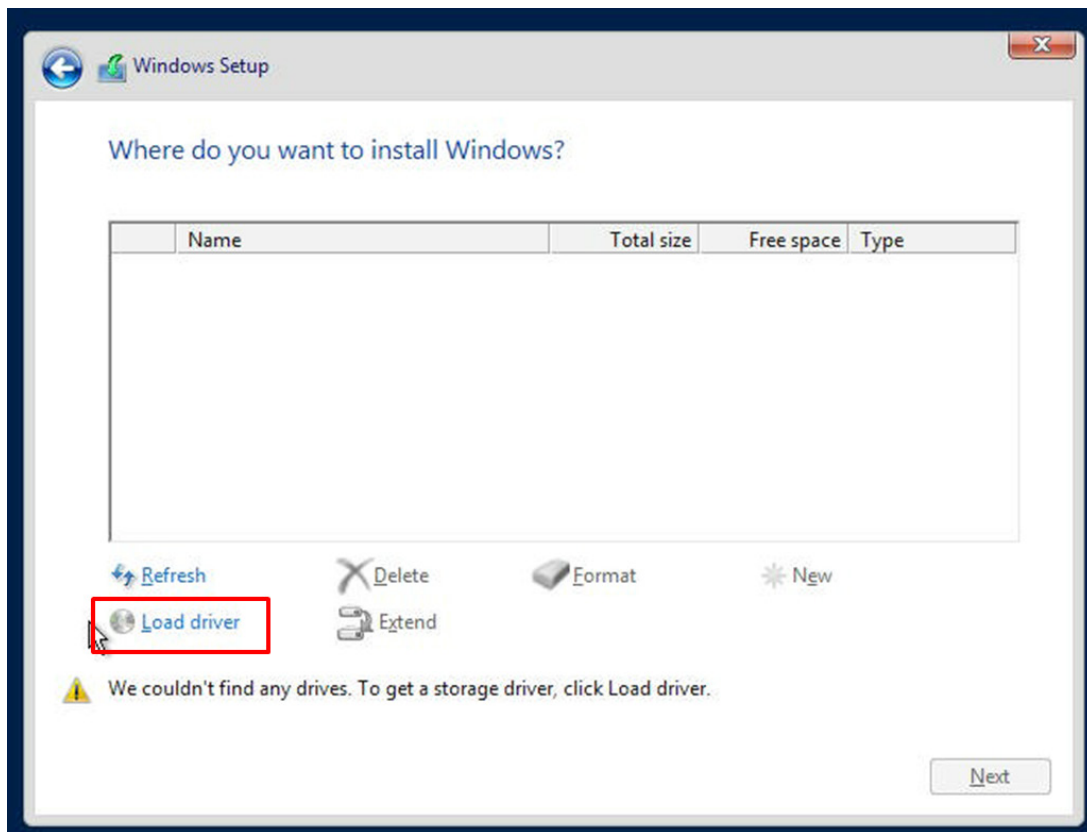 Windows Setup
Where do you want to install Windows?
Name Total size Free space Type
Refresh Delete Format New
Load driver Extend
We couldn't find any drives. To get a storage driver, click Load driver.
Next